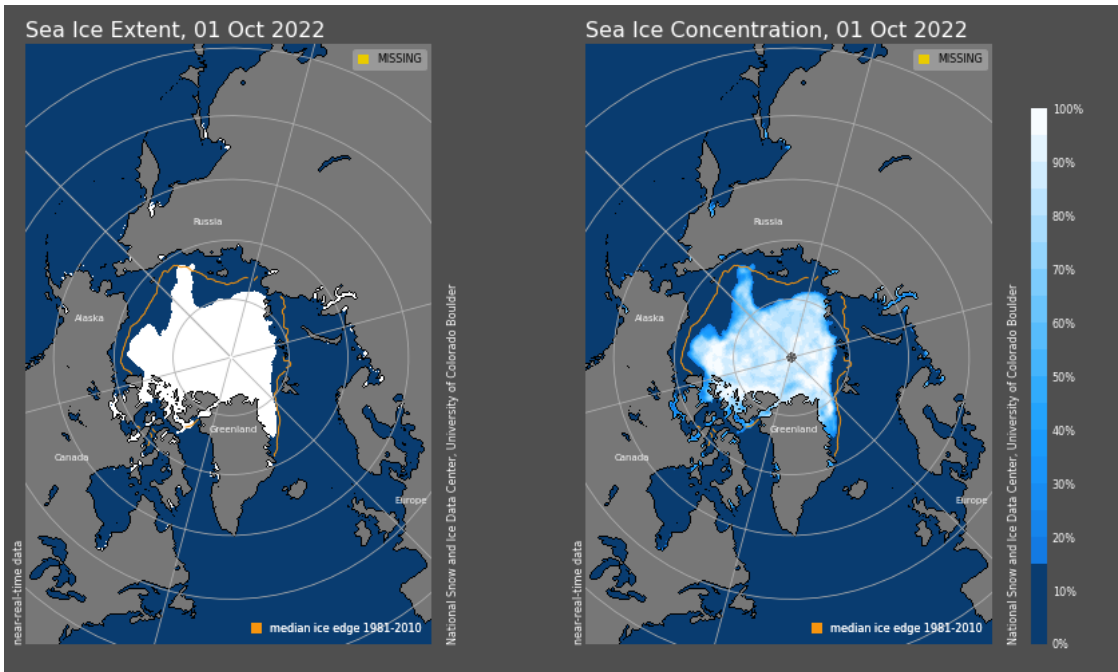 Sea Ice Extent, 01 Oct 2022
MISSING
Russia
Alaska
Greenland
Canada
Europe
near-real-time data
median ice edge 1981-2010
National Snow and Ice Data Center, University of Colorado Boulder
Sea Ice Concentration, 01 Oct 2022
MISSING
Russia
Alaska
Greenland
Canada
Europe
near-real-time data
median ice edge 1981-2010
National Snow and Ice Data Center, University of Colorado Boulder
100%
90%
80%
70%
60%
50%
40%
30%
20%
10%
0%